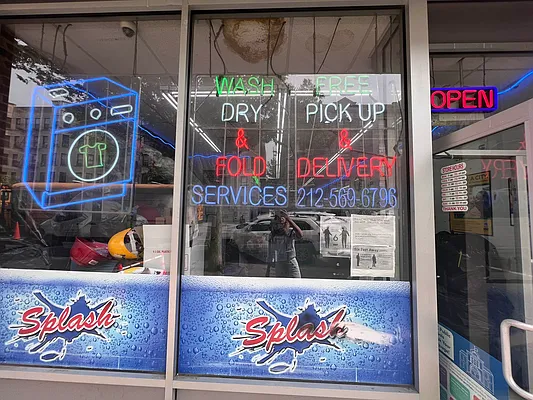 WASH
DRY
&
FOLD
SERVICES
FREE
PICK UP
&
DELIVERY
212-569-6796
OPEN
Splash
Splash